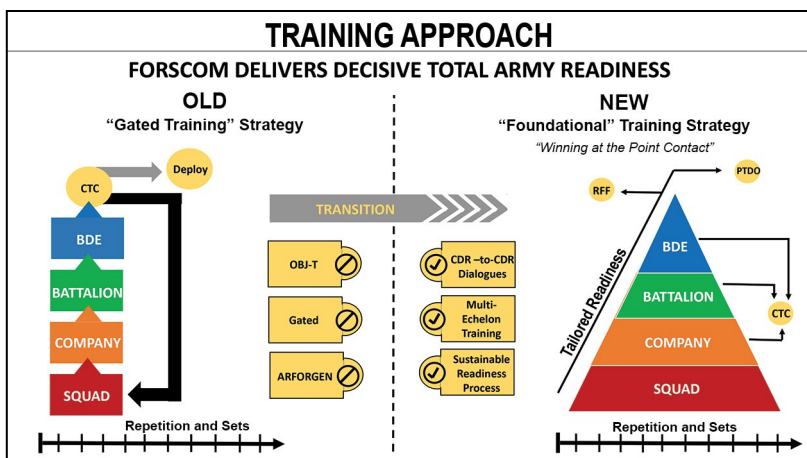 TRAINING APPROACH
FORSCOM DELIVERS DECISIVE TOTAL ARMY READINESS
OLD
“Gated Training” Strategy
CTC
Deploy
BDE
BATTALION
COMPANY
SQUAD
Repetition and Sets
TRANSITION
OBJ-T
Gated
ARFORGEN
CDR –to-CDR
Dialogues
Multi-
Echelon
Training
Sustainable
Readiness
Process
NEW
“Foundational” Training Strategy
“Winning at the Point Contact”
RFF
PTDO
Tailored Readiness
BDE
BATTALION
COMPANY
SQUAD
CTC
Repetition and Sets